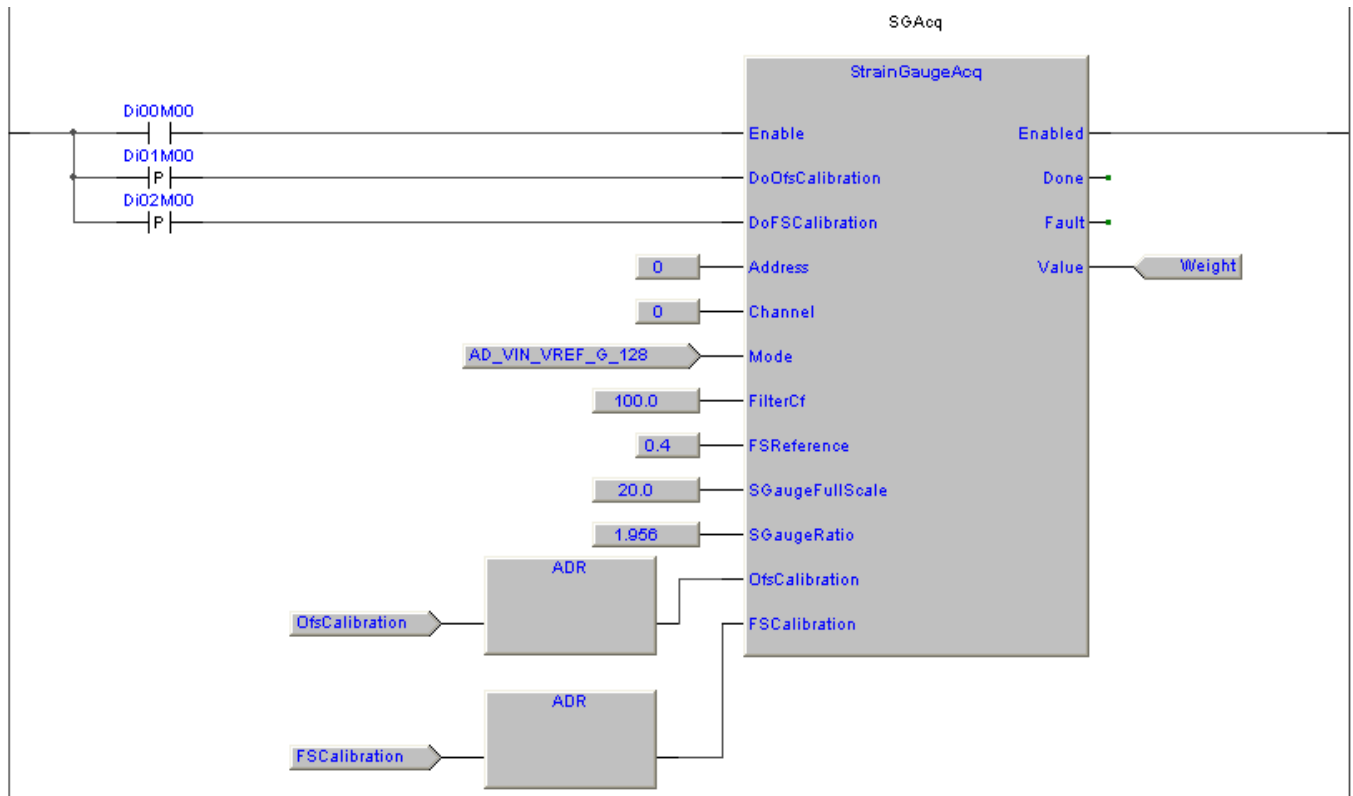 SGAcq
StrainGaugeAcq
Di00M00
Enable Enabled
Di01M00
P DoOfsCalibration Done
Di02M00
P DoFSCalibration Fault
0 Address Value Weight
0 Channel
AD_VIN_VREF_G_128 Mode
100.0 FilterCf
0.4 FSReference
20.0 SGaugeFullScale
1.956 SGaugeRatio
ADR
OfsCalibration
OfsCalibration
FSCalibration
ADR
FSCalibration